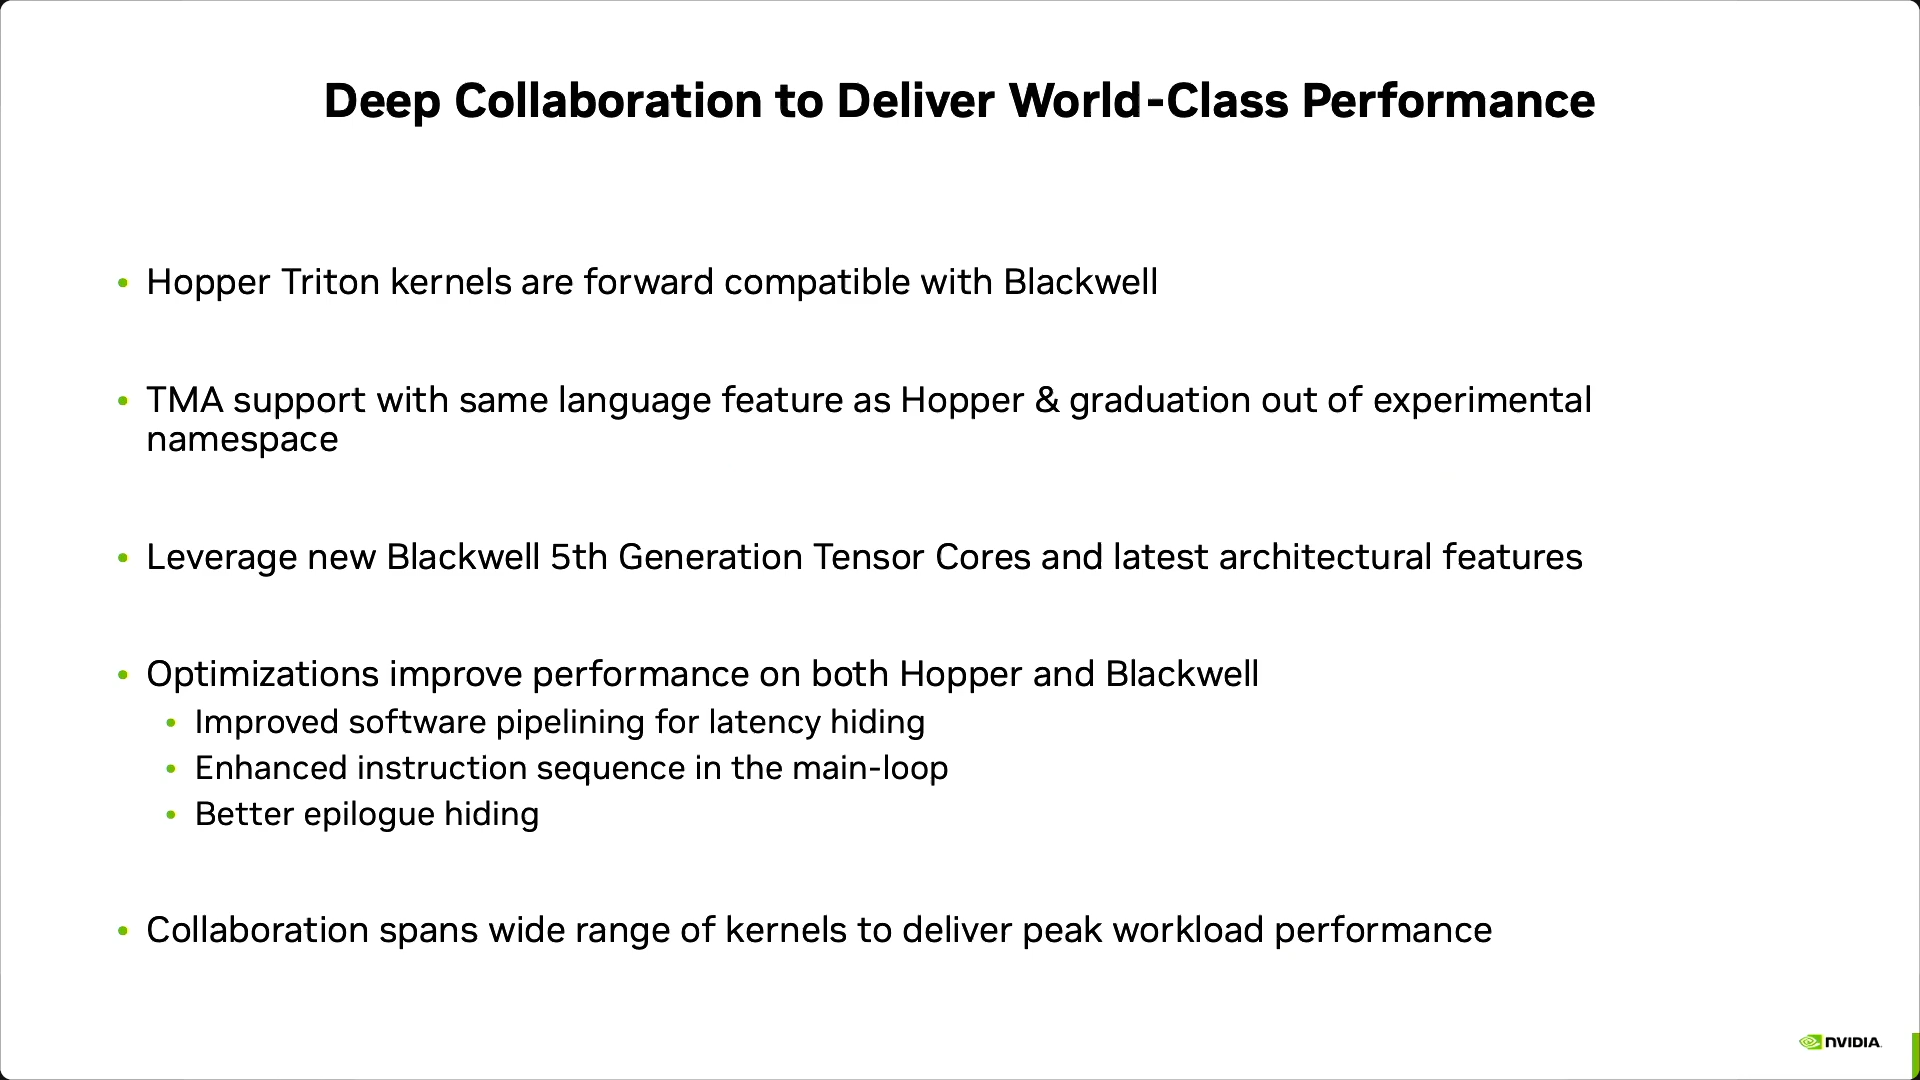 Deep Collaboration to Deliver World-Class Performance
• Hopper Triton kernels are forward compatible with Blackwell
• TMA support with same language feature as Hopper & graduation out of experimental
namespace
• Leverage new Blackwell 5th Generation Tensor Cores and latest architectural features
• Optimizations improve performance on both Hopper and Blackwell
• Improved software pipelining for latency hiding
• Enhanced instruction sequence in the main-loop
• Better epilogue hiding
• Collaboration spans wide range of kernels to deliver peak workload performance
NVIDIA